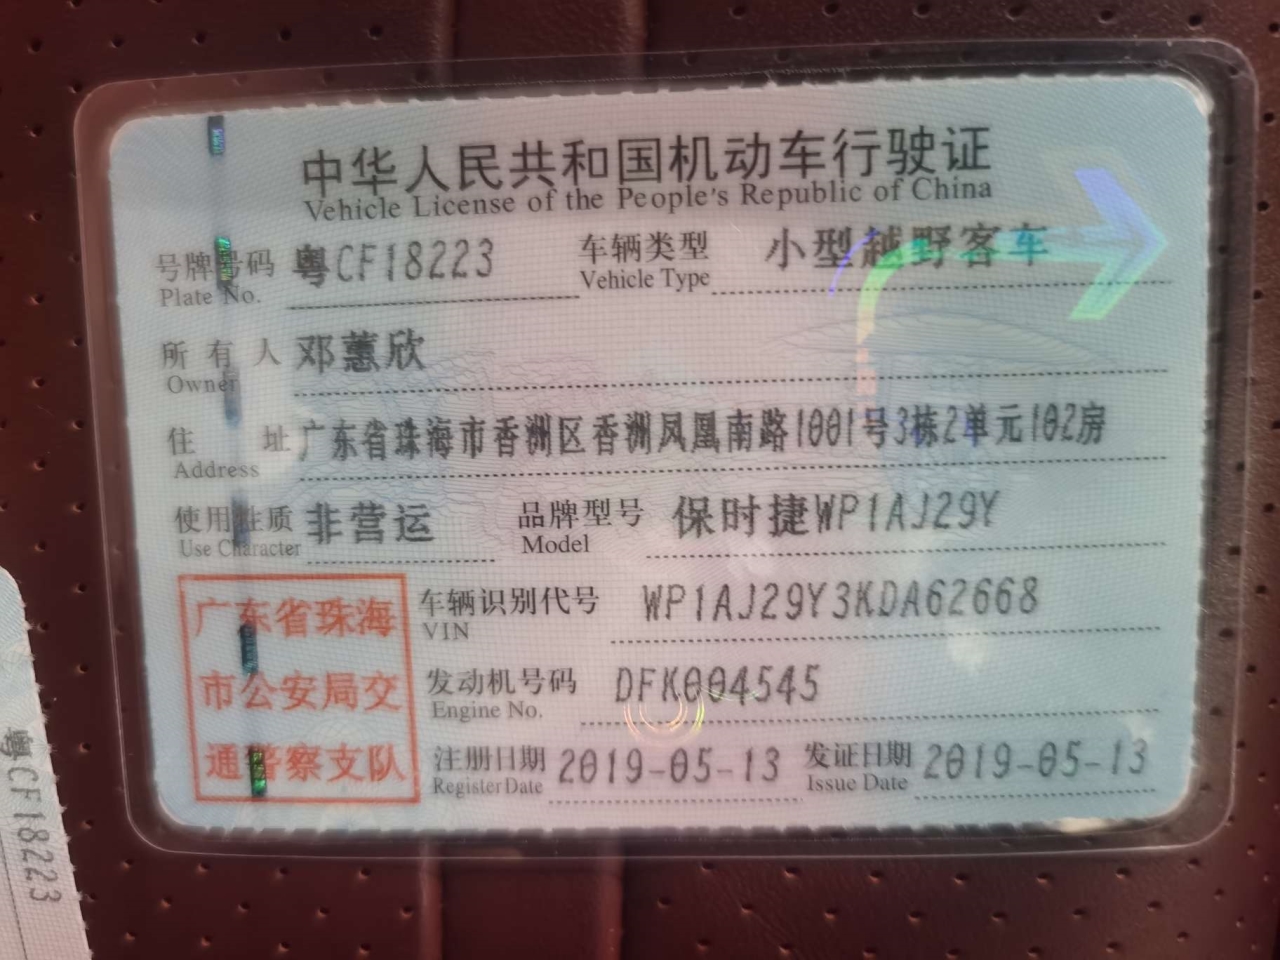 中华人民共和国机动车行驶证
Vehicle License of the People's Republic of China
号牌号码 粤CF18223 车辆类型 小型越野客车
Plate No. Vehicle Type
所有人 邓蕙欣
Owner
住址 广东省珠海市香洲区香洲凤凰南路1001号3栋2单元102房
Address
使用性质 非营运 品牌型号 保时捷WP1AJ29Y
Use Character Model
广东省珠海 车辆识别代号 WP1AJ29Y3KDA62668
VIN
市公安局交 发动机号码 DFK004545
Engine No.
通警察支队 注册日期 2019-05-13 发证日期 2019-05-13
Register Date Issue Date
粤CF18223